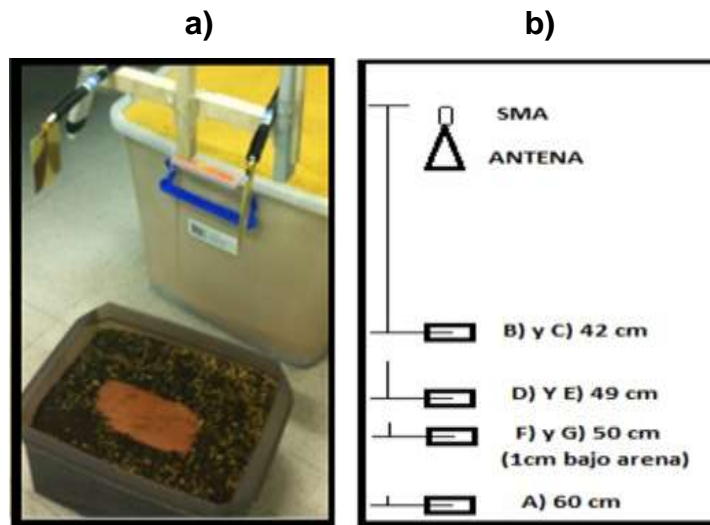 a)
b)
SMA
ANTENA
B) y C) 42 cm
D) Y E) 49 cm
F) y G) 50 cm
(1cm bajo arena)
A) 60 cm